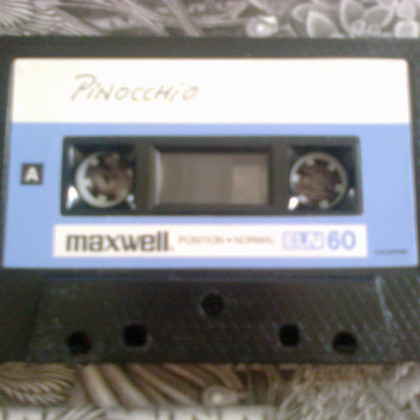 Pinocchio
A
maxwell. POSITION • NORMAL ELN 60